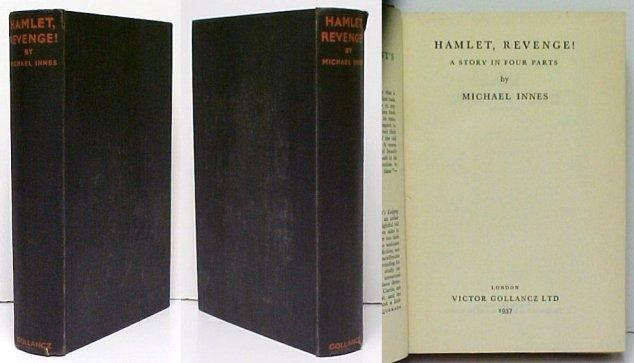 HAMLET,
REVENGE!
BY
MICHAEL INNES
GOLLANCZ
HAMLET,
REVENGE!
BY
MICHAEL INNES
GOLLANCZ
HAMLET, REVENGE!
A STORY IN FOUR PARTS
by
MICHAEL INNES
LONDON
VICTOR GOLLANCZ LTD
1937